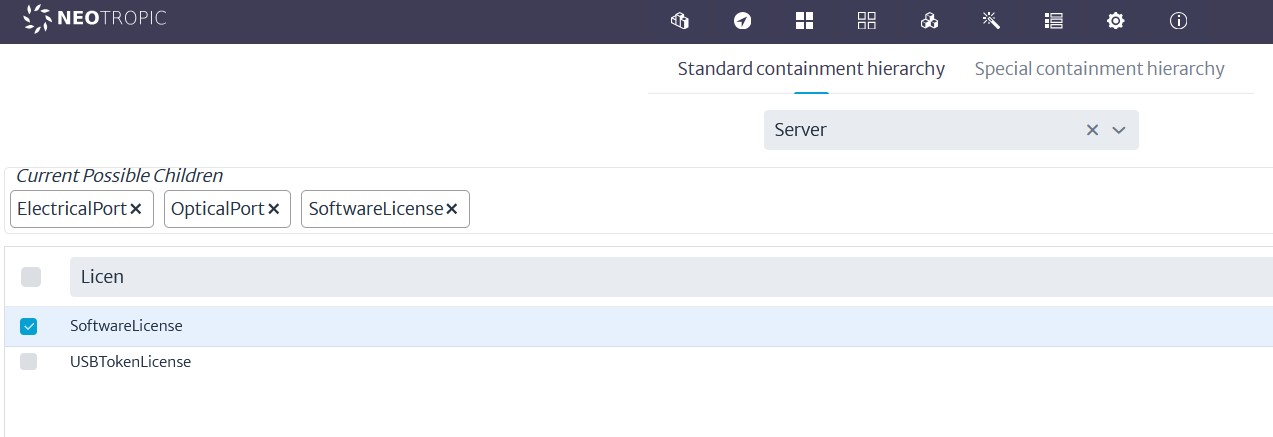 NEOTROPIC
Standard containment hierarchy Special containment hierarchy
Server
Current Possible Children
ElectricalPort OpticalPort SoftwareLicense
Licen
SoftwareLicense
USBTokenLicense